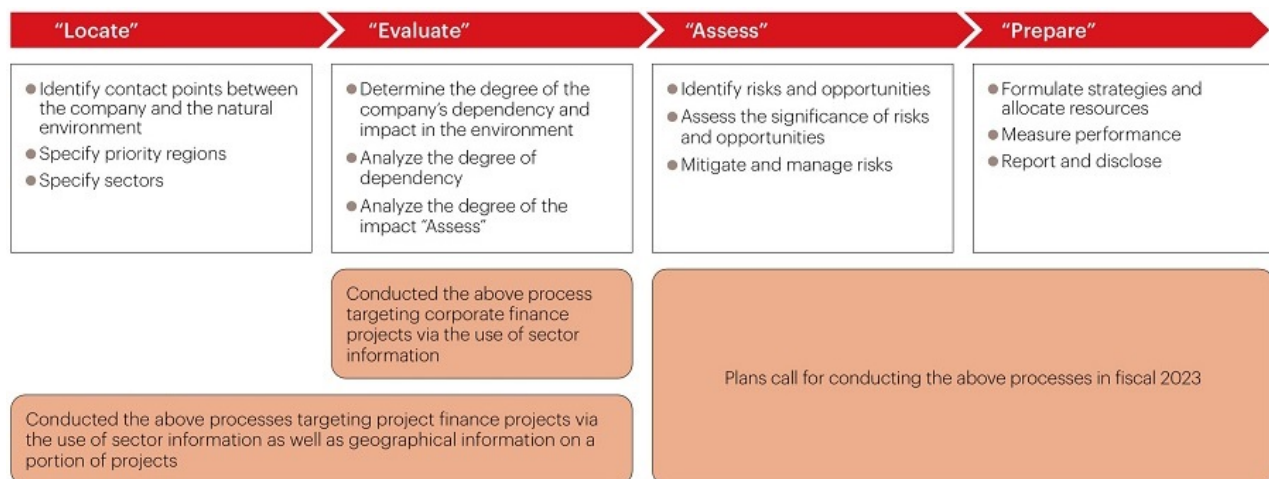 “Locate”
“Evaluate”
“Assess”
“Prepare”
Identify contact points between
the company and the natural
environment
Specify priority regions
Specify sectors
Determine the degree of the
company’s dependency and
impact in the environment
Analyze the degree of
dependency
Analyze the degree of the
impact “Assess”
Identify risks and opportunities
Assess the significance of risks
and opportunities
Mitigate and manage risks
Formulate strategies and
allocate resources
Measure performance
Report and disclose
Conducted the above process
targeting corporate finance
projects via the use of sector
information
Plans call for conducting the above processes in fiscal 2023
Conducted the above processes targeting project finance projects via
the use of sector information as well as geographical information on a
portion of projects